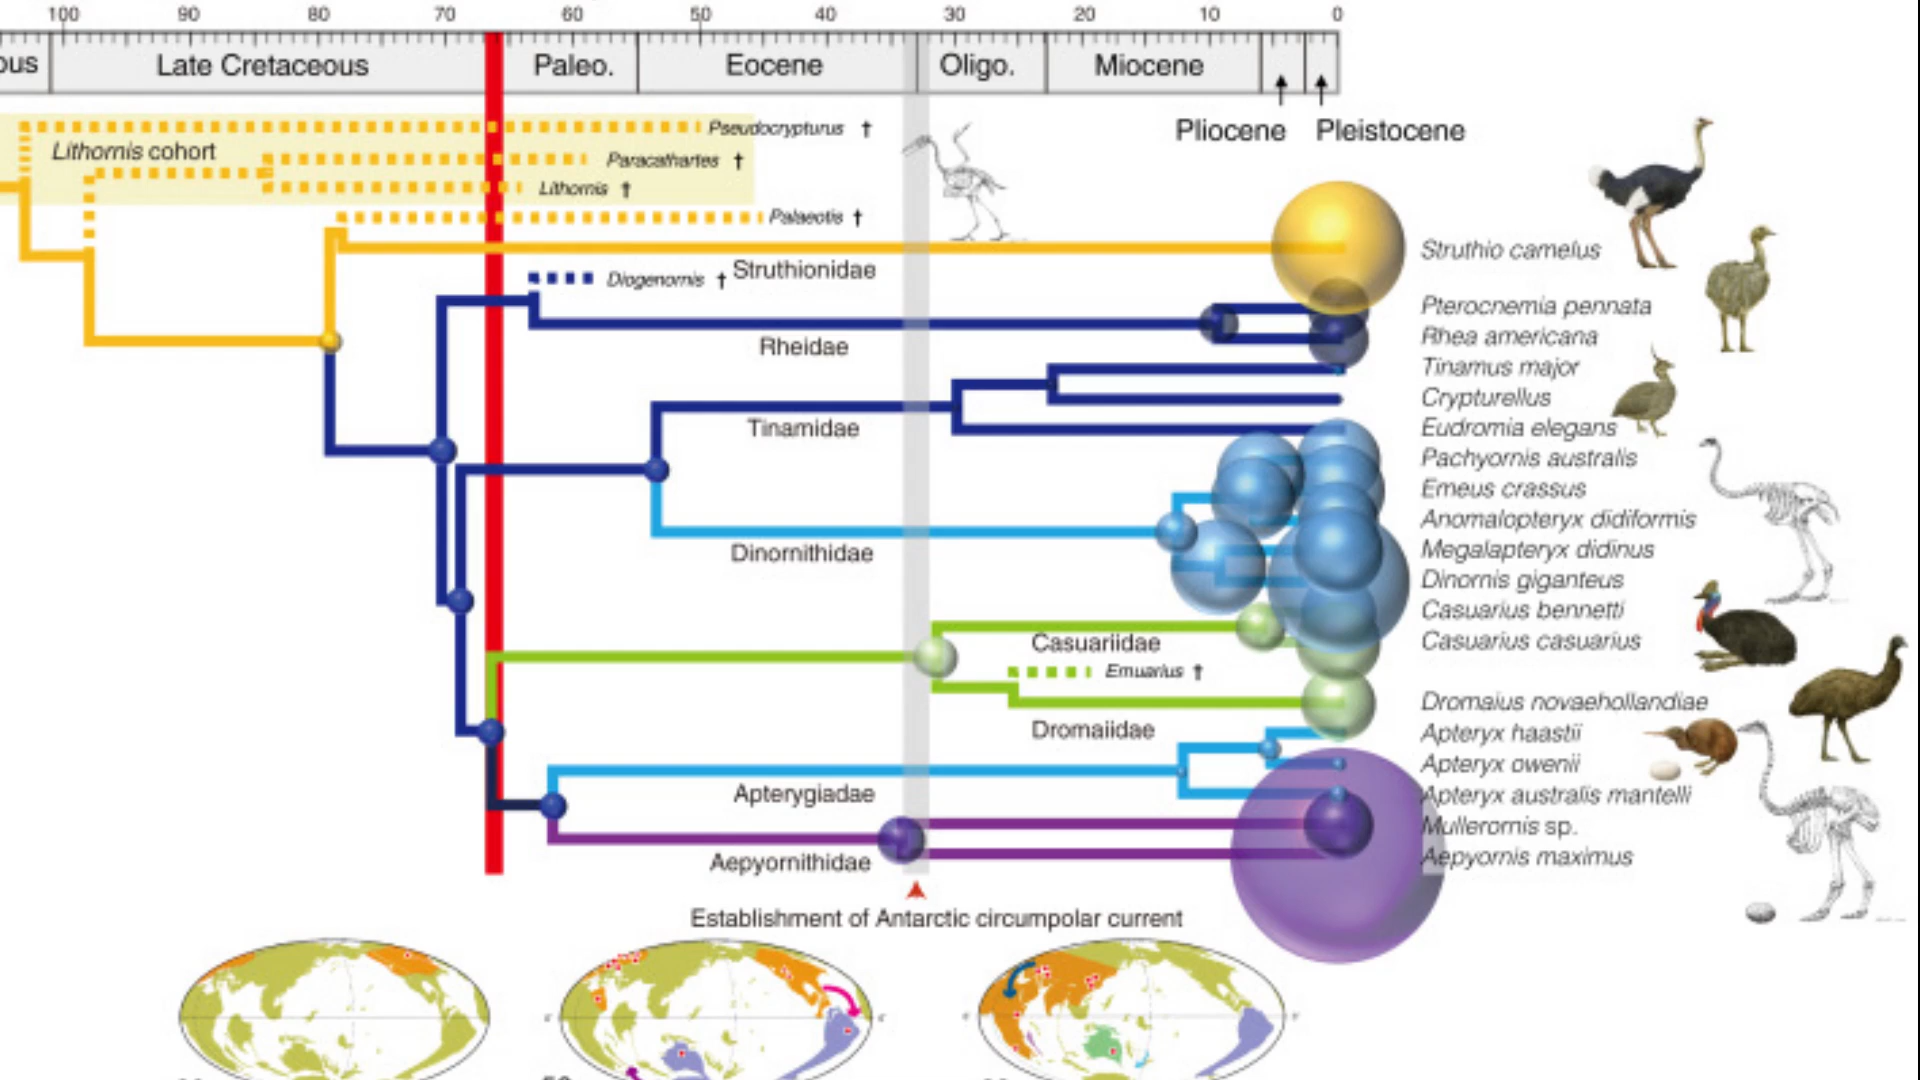 100 90 80 70 60 50 40 30 20 10 0
ous Late Cretaceous Paleo. Eocene Oligo. Miocene
Pliocene Pleistocene
Pseudocrypturus †
Lithornis cohort
Paracathartes †
Lithornis †
Palaeotis †
Struthio camelus
Struthionidae
Diogenornis †
Pterocnemia pennata
Rhea americana
Rheidae
Tinamus major
Crypturellus
Eudromia elegans
Tinamidae
Pachyornis australis
Emeus crassus
Anomalopteryx didiformis
Dinornithidae
Megalapteryx didinus
Dinornis giganteus
Casuarius bennetti
Casuariidae
Casuarius casuarius
Emuarius †
Dromaius novaehollandiae
Dromaiidae
Apteryx haastii
Apteryx owenii
Apterygiadae
Apteryx australis mantelli
Mullerornis sp.
Aepyornis maximus
Aepyornithidae
Establishment of Antarctic circumpolar current